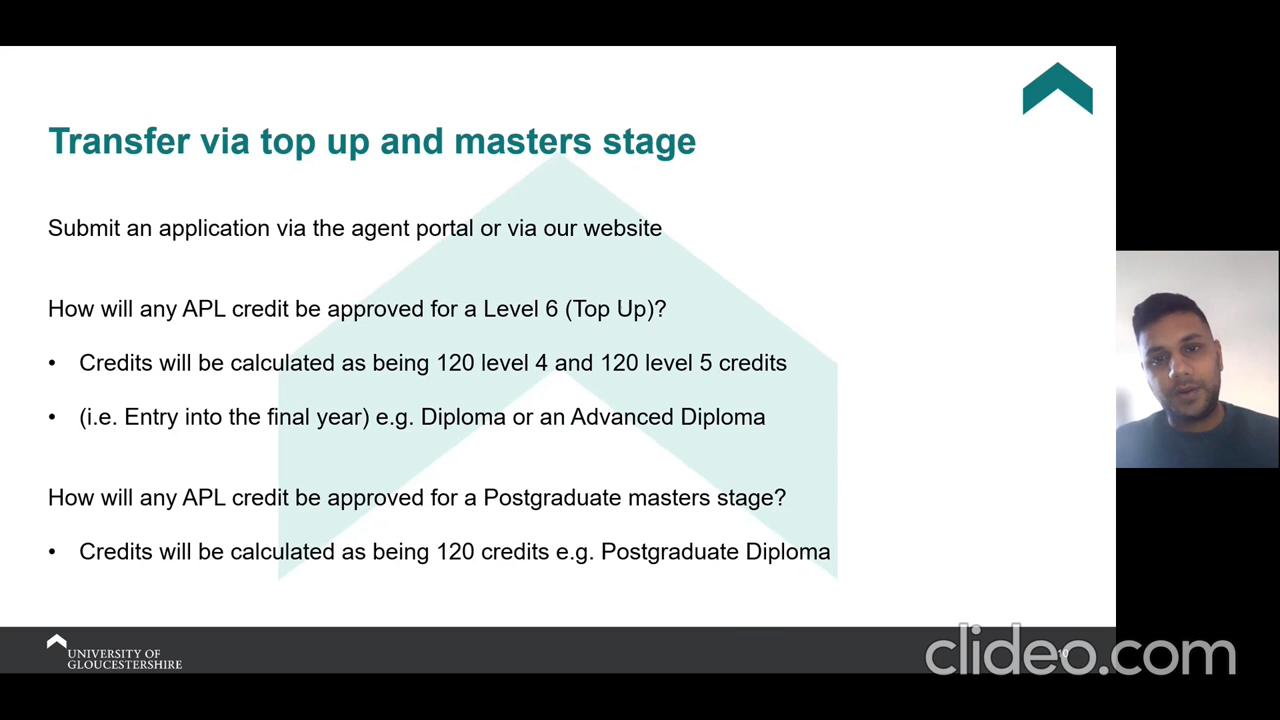 Transfer via top up and masters stage
Submit an application via the agent portal or via our website
How will any APL credit be approved for a Level 6 (Top Up)?
• Credits will be calculated as being 120 level 4 and 120 level 5 credits
• (i.e. Entry into the final year) e.g. Diploma or an Advanced Diploma
How will any APL credit be approved for a Postgraduate masters stage?
• Credits will be calculated as being 120 credits e.g. Postgraduate Diploma
UNIVERSITY OF
GLOUCESTERSHIRE
10
clideo.com